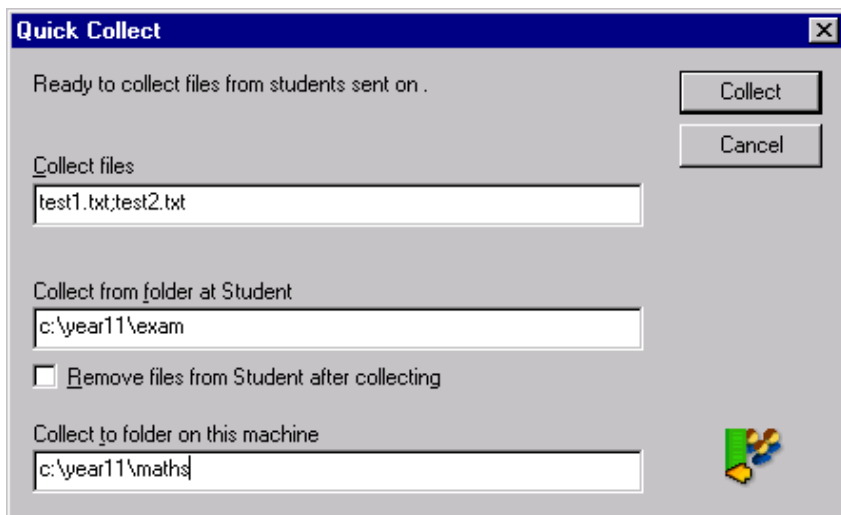 Quick Collect
Ready to collect files from students sent on .
Collect
Cancel
Collect files
test1.txt;test2.txt
Collect from folder at Student
c:\year11\exam
Remove files from Student after collecting
Collect to folder on this machine
c:\year11\maths